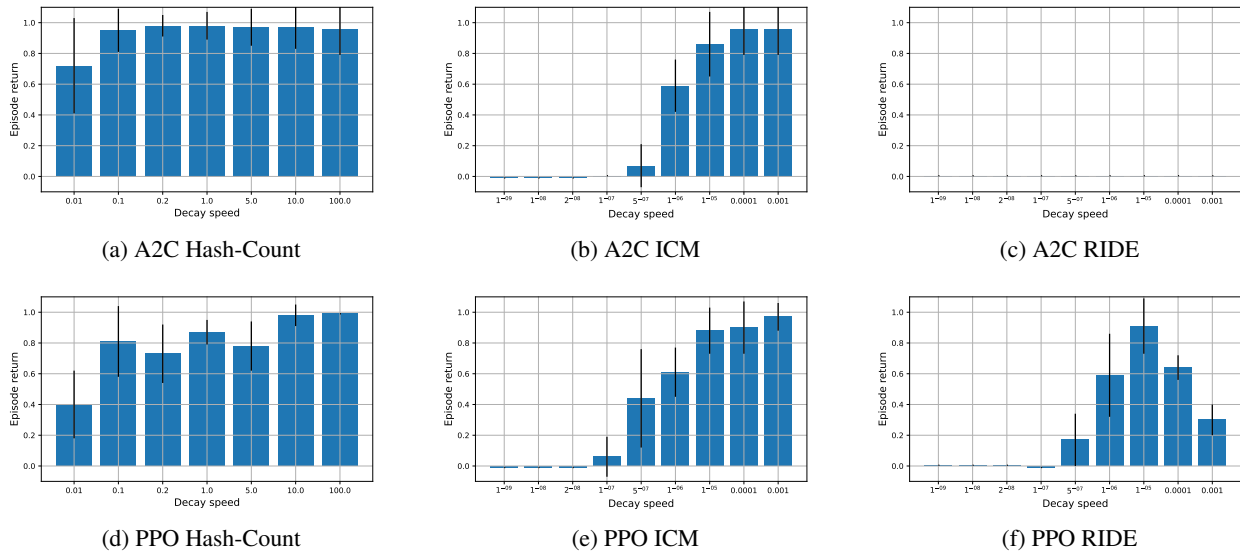 Episode return
1.0
0.8
0.6
0.4
0.2
0.0
0.01 0.1 0.2 1.0 5.0 10.0 100.0
Decay speed
(a) A2C Hash-Count
Episode return
1.0
0.8
0.6
0.4
0.2
0.0
1⁻⁰⁹ 1⁻⁰⁸ 2⁻⁰⁸ 1⁻⁰⁷ 5⁻⁰⁷ 1⁻⁰⁶ 1⁻⁰⁵ 0.0001 0.001
Decay speed
(b) A2C ICM
Episode return
1.0
0.8
0.6
0.4
0.2
0.0
1⁻⁰⁹ 1⁻⁰⁸ 2⁻⁰⁸ 1⁻⁰⁷ 5⁻⁰⁷ 1⁻⁰⁶ 1⁻⁰⁵ 0.0001 0.001
Decay speed
(c) A2C RIDE
Episode return
1.0
0.8
0.6
0.4
0.2
0.0
0.01 0.1 0.2 1.0 5.0 10.0 100.0
Decay speed
(d) PPO Hash-Count
Episode return
1.0
0.8
0.6
0.4
0.2
0.0
1⁻⁰⁹ 1⁻⁰⁸ 2⁻⁰⁸ 1⁻⁰⁷ 5⁻⁰⁷ 1⁻⁰⁶ 1⁻⁰⁵ 0.0001 0.001
Decay speed
(e) PPO ICM
Episode return
1.0
0.8
0.6
0.4
0.2
0.0
1⁻⁰⁹ 1⁻⁰⁸ 2⁻⁰⁸ 1⁻⁰⁷ 5⁻⁰⁷ 1⁻⁰⁶ 1⁻⁰⁵ 0.0001 0.001
Decay speed
(f) PPO RIDE